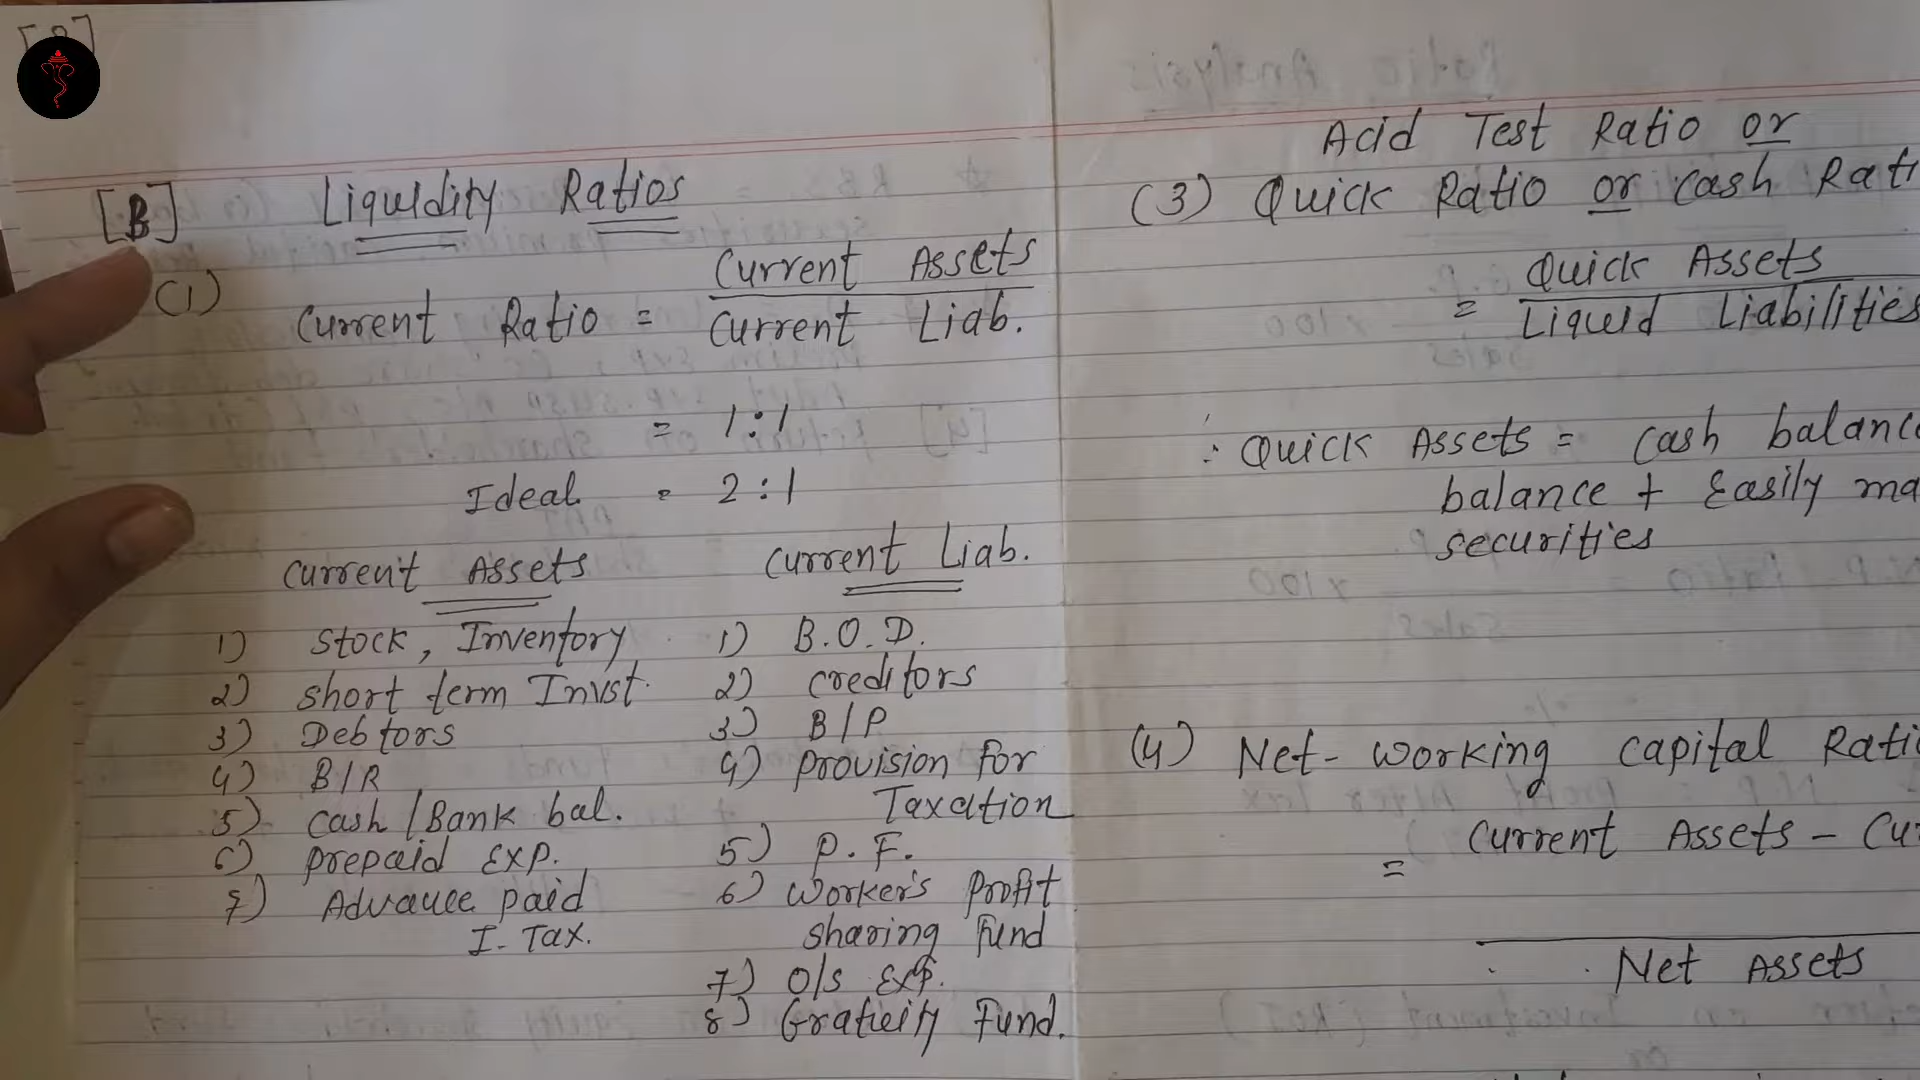 [B] Liquidity Ratios
(1) Current Ratio = Current Assets
Current Liab.
= 1:1
Ideal = 2:1
Current Assets
1) Stock, Inventory
2) short term Invst.
3) Debtors
4) B/R
5) cash/Bank bal.
6) prepaid Exp.
7) Advance paid
I-Tax.
Current Liab.
1) B.O.D.
2) creditors
3) B/P
4) provision for
Taxation
5) P.F.
6) Worker's Profit
sharing Fund
7) O/s Exp.
8) Gratuity Fund.
Acid Test Ratio or
(3) Quick Ratio or Cash Rati
= Quick Assets
Liquid Liabilities
∴ Quick Assets = cash balanc
balance + Easily ma
securities
(4) Net-Working capital Rati
= Current Assets - Cu
Net Assets